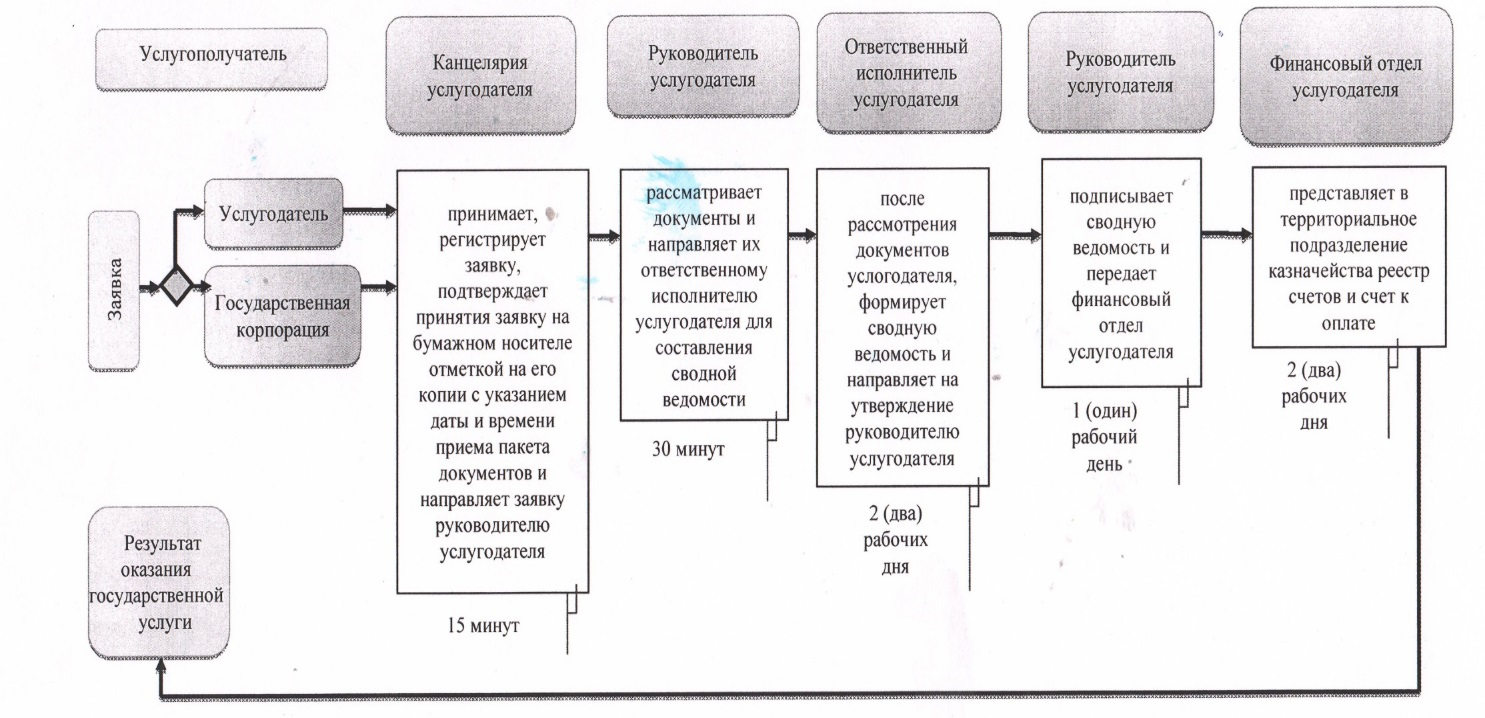 Услугополучатель
Канцелярия
услугодателя
Руководитель
услугодателя
Ответственный
исполнитель
услугодателя
Руководитель
услугодателя
Финансовый отдел
услугодателя
Заявка
Услугодатель
Государственная
корпорация
принимает,
регистрирует
заявку,
подтверждает
принятия заявку на
бумажном носителе
отметкой на его
копии с указанием
даты и времени
приема пакета
документов и
направляет заявку
руководителю
услугодателя
15 минут
рассматривает
документы и
направляет их
ответственному
исполнителю
услугодателя для
составления
сводной
ведомости
30 минут
после
рассмотрения
документов
услогодателя,
формирует
сводную
ведомость и
направляет на
утверждение
руководителю
услугодателя
2 (два)
рабочих
дня
подписывает
сводную
ведомость и
передает
финансовый
отдел
услугодателя
1 (один)
рабочий
день
представляет в
территориальное
подразделение
казначейства реестр
счетов и счет к
оплате
2 (два)
рабочих
дня
Результат
оказания
государственной
услуги